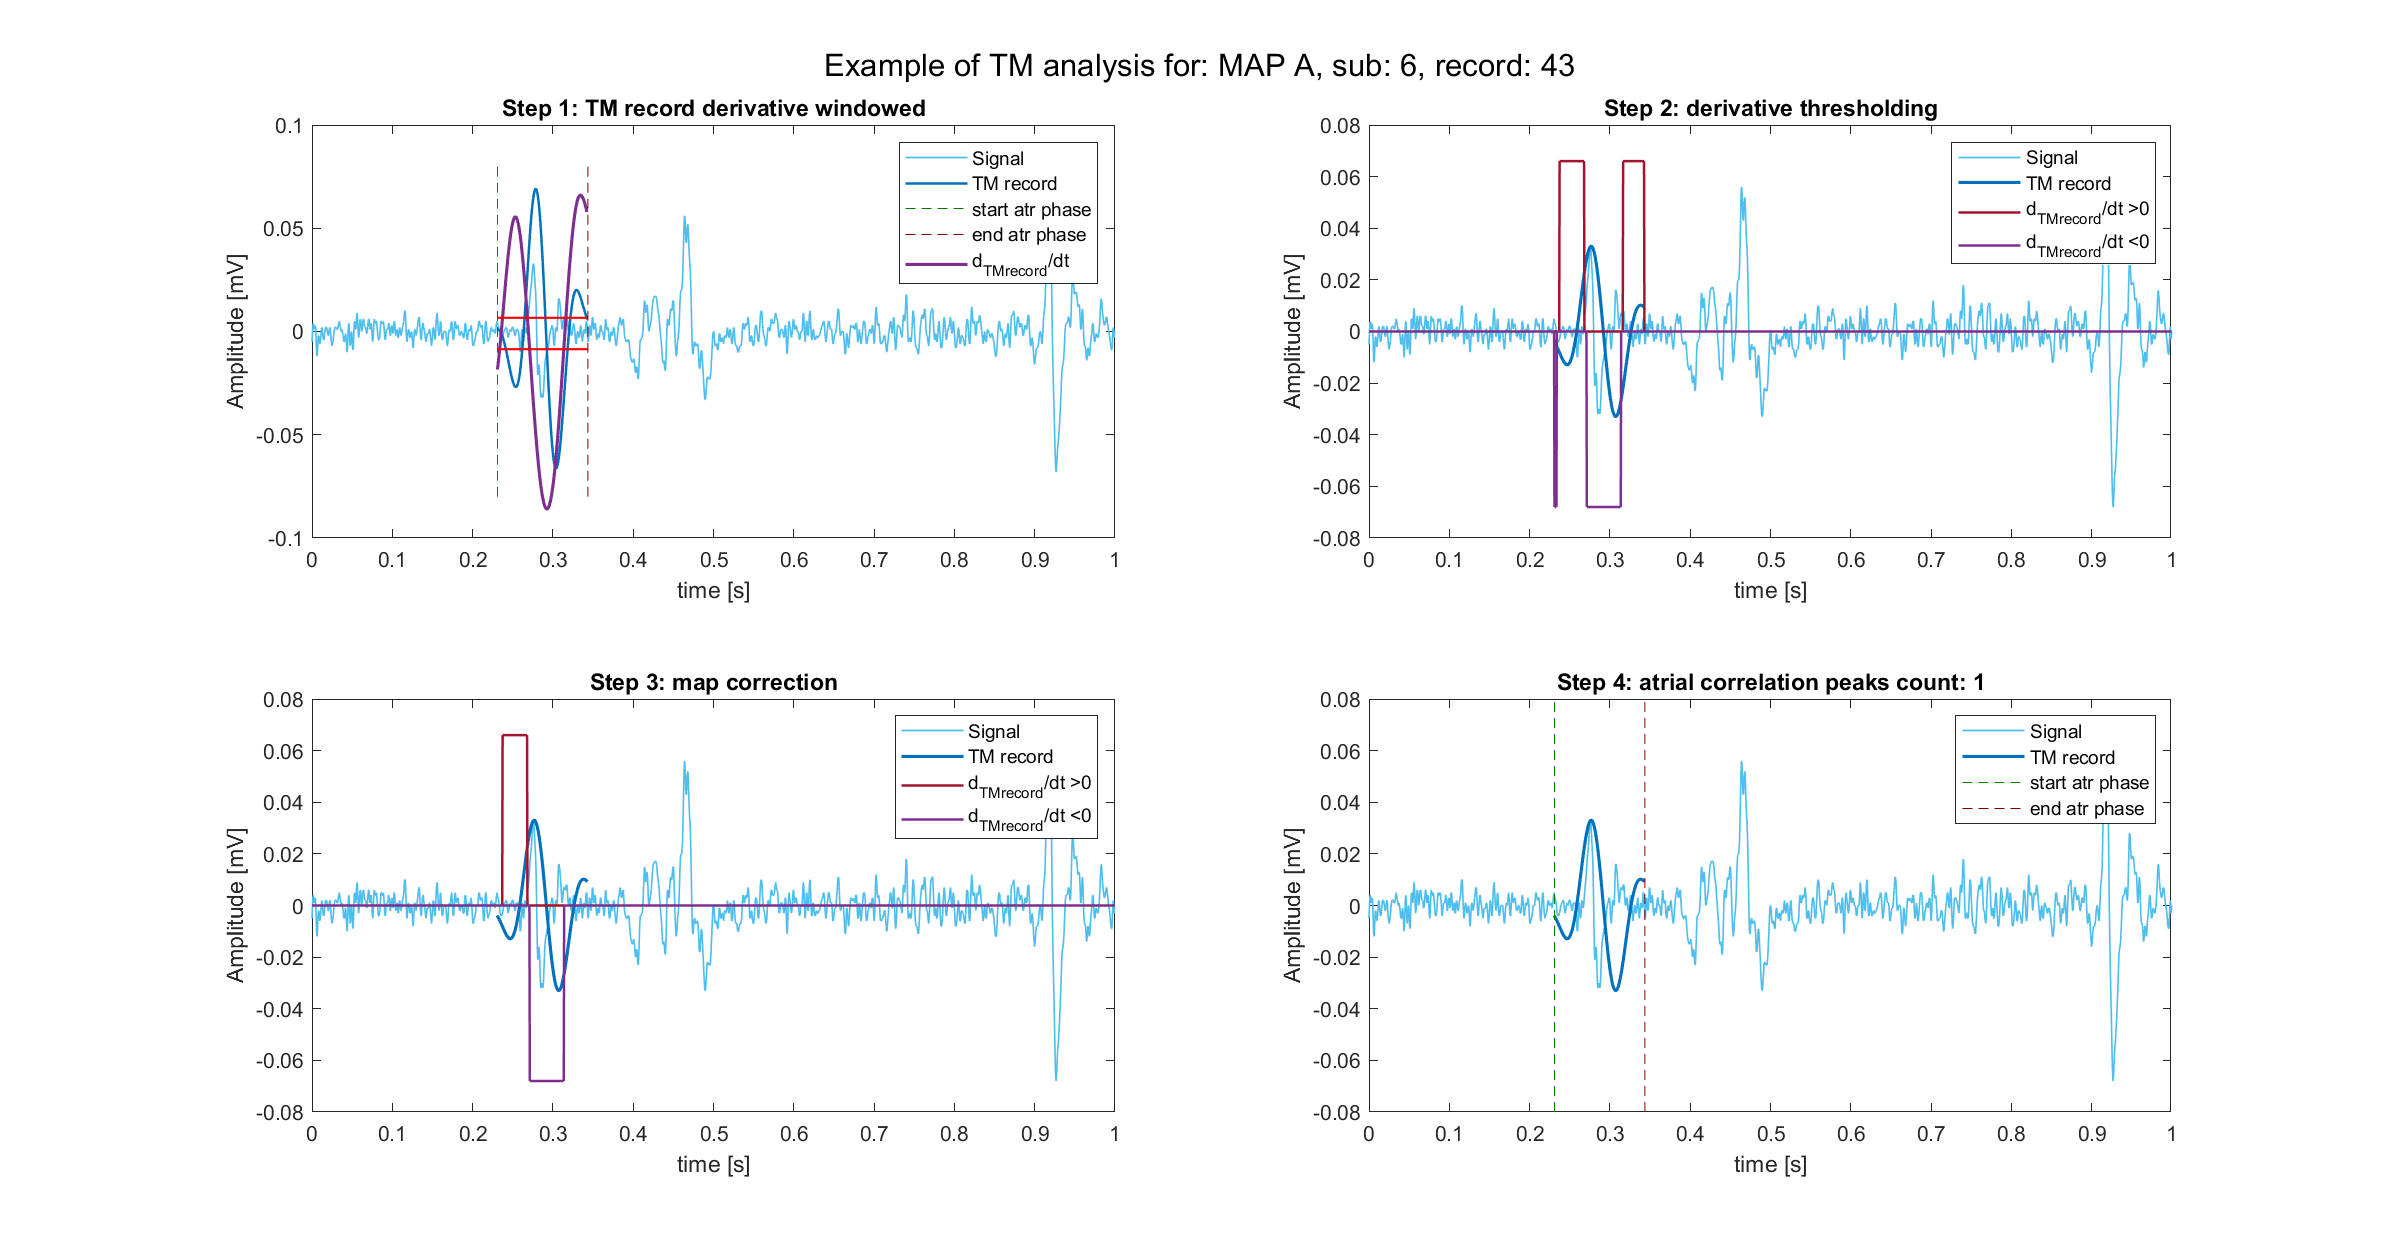 Example of TM analysis for: MAP A, sub: 6, record: 43
Step 1: TM record derivative windowed
0.1
0.05
0
-0.05
-0.1
Amplitude [mV]
0 0.1 0.2 0.3 0.4 0.5 0.6 0.7 0.8 0.9 1
time [s]
Signal
TM record
start atr phase
end atr phase
dTMrecord/dt
Step 2: derivative thresholding
0.08
0.06
0.04
0.02
0
-0.02
-0.04
-0.06
-0.08
Amplitude [mV]
0 0.1 0.2 0.3 0.4 0.5 0.6 0.7 0.8 0.9 1
time [s]
Signal
TM record
dTMrecord/dt >0
dTMrecord/dt <0
Step 3: map correction
0.08
0.06
0.04
0.02
0
-0.02
-0.04
-0.06
-0.08
Amplitude [mV]
0 0.1 0.2 0.3 0.4 0.5 0.6 0.7 0.8 0.9 1
time [s]
Signal
TM record
dTMrecord/dt >0
dTMrecord/dt <0
Step 4: atrial correlation peaks count: 1
0.08
0.06
0.04
0.02
0
-0.02
-0.04
-0.06
-0.08
Amplitude [mV]
0 0.1 0.2 0.3 0.4 0.5 0.6 0.7 0.8 0.9 1
time [s]
Signal
TM record
start atr phase
end atr phase